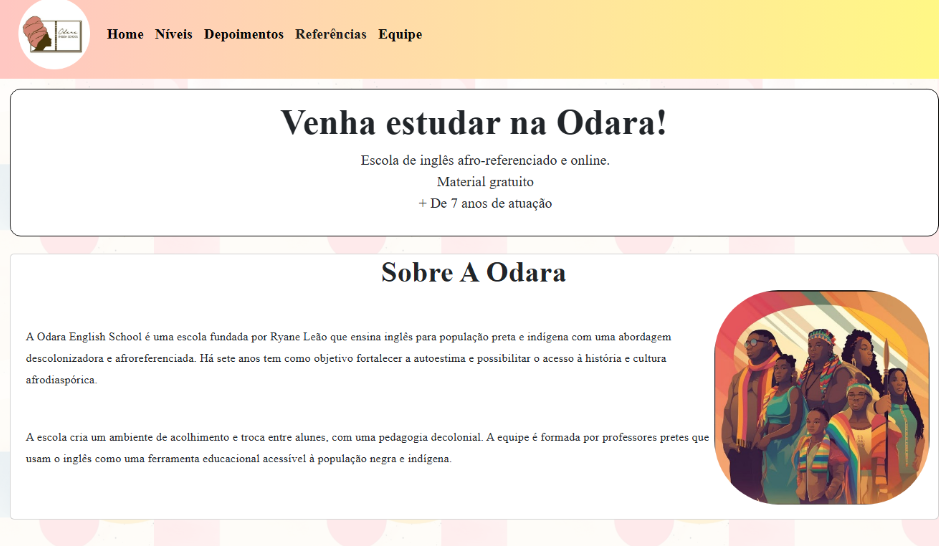 Odara
Home Níveis Depoimentos Referências Equipe
Venha estudar na Odara!
Escola de inglês afro-referenciado e online.
Material gratuito
+ De 7 anos de atuação
Sobre A Odara
A Odara English School é uma escola fundada por Ryane Leão que ensina inglês para população preta e indígena com uma abordagem
descolonizadora e afroreferenciada. Há sete anos tem como objetivo fortalecer a autoestima e possibilitar o acesso à história e cultura
afrodiaspórica.
A escola cria um ambiente de acolhimento e troca entre alunes, com uma pedagogia decolonial. A equipe é formada por professores pretes que
usam o inglês como uma ferramenta educacional acessível à população negra e indígena.